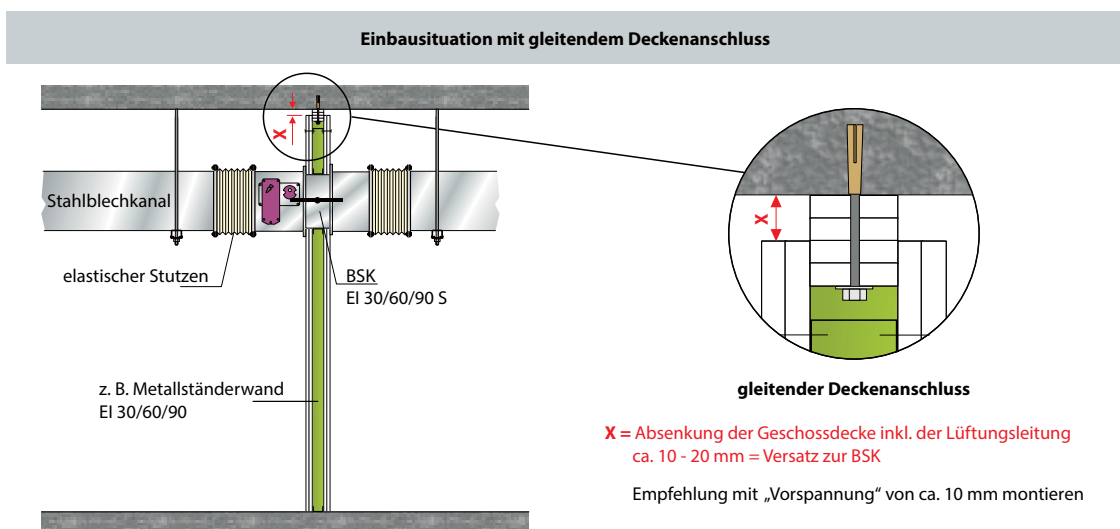 Einbausituation mit gleitendem Deckenanschluss
X
Stahlblechkanal
elastischer Stutzen
BSK
EI 30/60/90 S
z. B. Metallständerwand
EI 30/60/90
X
gleitender Deckenanschluss
X = Absenkung der Geschossdecke inkl. der Lüftungsleitung
ca. 10 - 20 mm = Versatz zur BSK
Empfehlung mit „Vorspannung“ von ca. 10 mm montieren